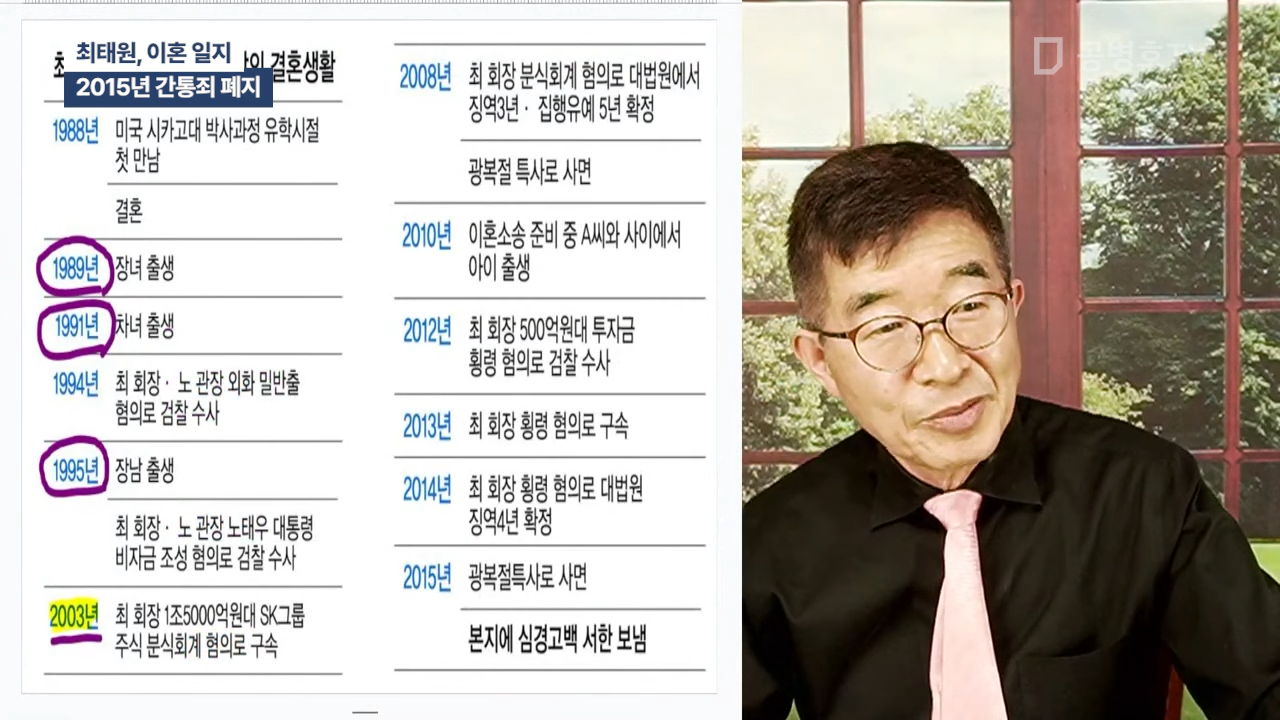 최태원, 이혼 일지
2015년 간통죄 폐지
최
의 결혼생활
1988년 미국 시카고대 박사과정 유학시절
첫 만남
결혼
1989년 장녀 출생
1991년 차녀 출생
1994년 최 회장· 노 관장 외화 밀반출
혐의로 검찰 수사
1995년 장남 출생
최 회장· 노 관장 노태우 대통령
비자금 조성 혐의로 검찰 수사
2003년 최 회장 1조5000억원대 SK그룹
주식 분식회계 혐의로 구속
2008년 최 회장 분식회계 혐의로 대법원에서
징역3년· 집행유예 5년 확정
광복절 특사로 사면
2010년 이혼소송 준비 중 A씨와 사이에서
아이 출생
2012년 최 회장 500억원대 투자금
횡령 혐의로 검찰 수사
2013년 최 회장 횡령 혐의로 구속
2014년 최 회장 횡령 혐의로 대법원
징역4년 확정
2015년 광복절특사로 사면
본지에 심경고백 서한 보냄
공병호